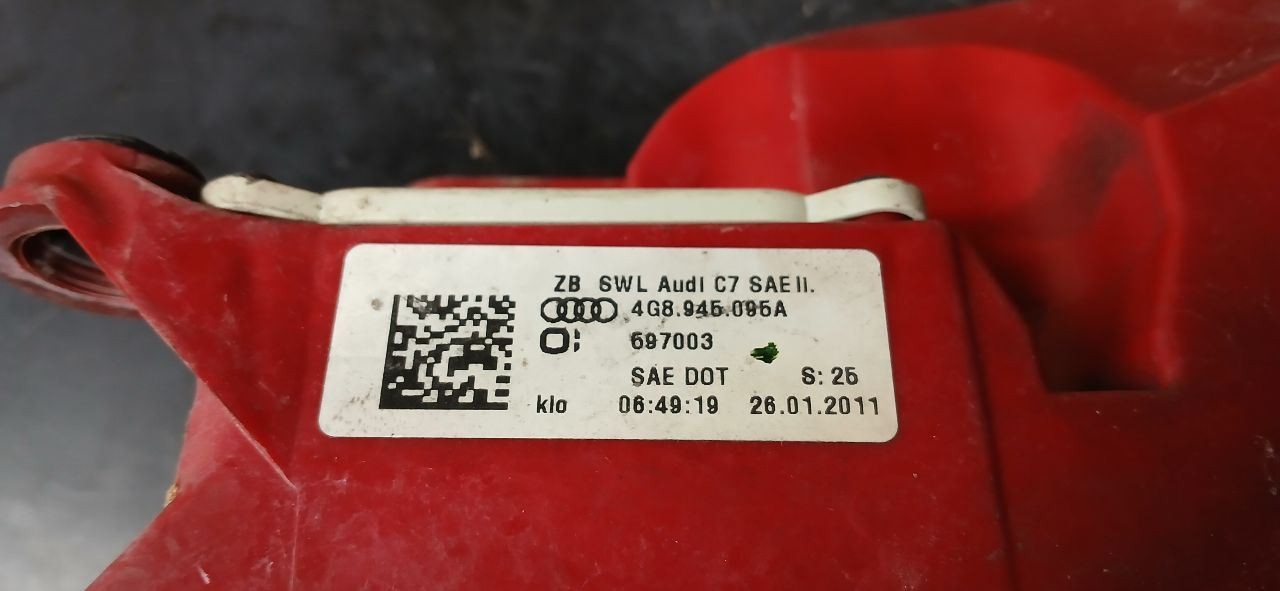 ZB SWL Audi C7 SAE II.
4G8.945.095A
597003
SAE DOT S: 25
klo 06:49:19 26.01.2011